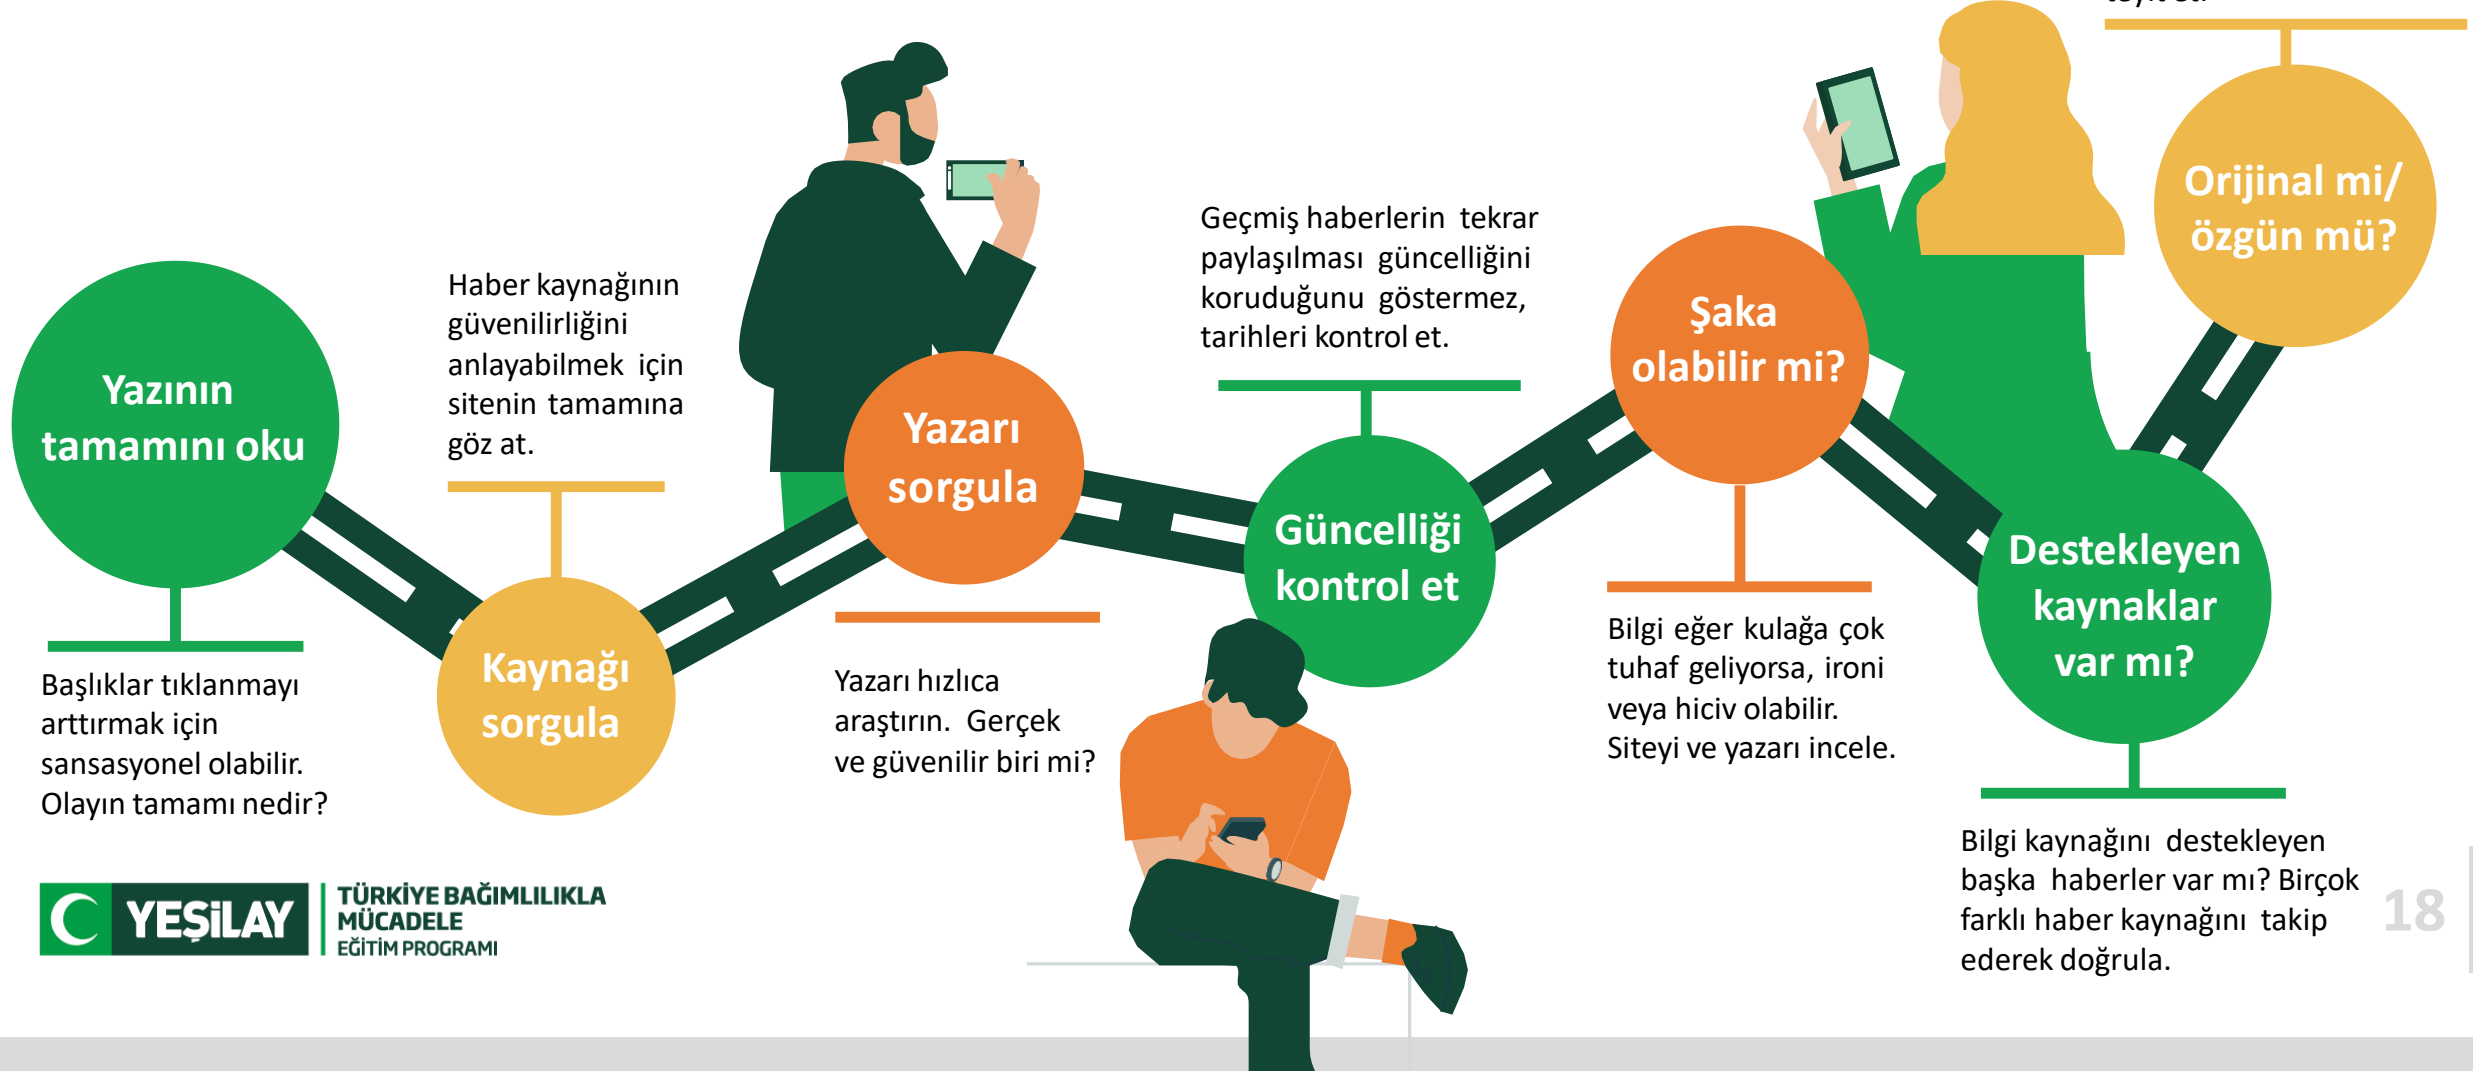 Yazının
tamamını oku
Başlıklar tıklanmayı
arttırmak için
sansasyonel olabilir.
Olayın tamamı nedir?
Haber kaynağının
güvenilirliğini
anlayabilmek için
sitenin tamamına
göz at.
Kaynağı
sorgula
Yazarı
sorgula
Yazarı hızlıca
araştırın. Gerçek
ve güvenilir biri mi?
Geçmiş haberlerin tekrar
paylaşılması güncelliğini
koruduğunu göstermez,
tarihleri kontrol et.
Güncelliği
kontrol et
Şaka
olabilir mi?
Bilgi eğer kulağa çok
tuhaf geliyorsa, ironi
veya hiciv olabilir.
Siteyi ve yazarı incele.
Destekleyen
kaynaklar
var mı?
Bilgi kaynağını destekleyen
başka haberler var mı? Birçok
farklı haber kaynağını takip
ederek doğrula.
Orijinal mi/
özgün mü?
YEŞİLAY
TÜRKİYE BAĞIMLILIKLA
MÜCADELE
EĞİTİM PROGRAMI
18